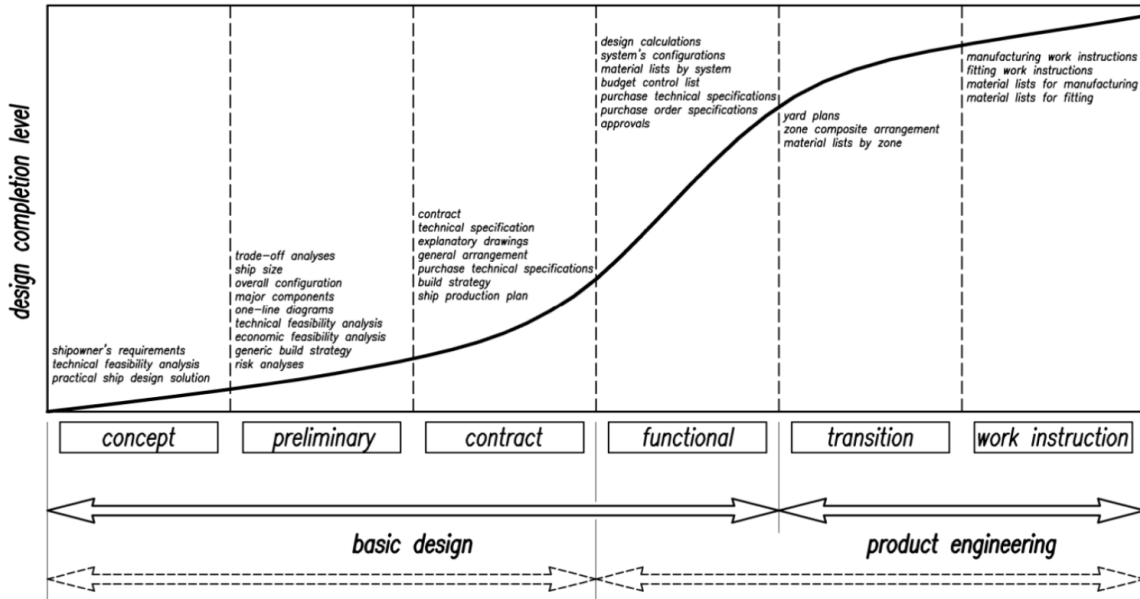 design completion level
shipowner's requirements
technical feasibility analysis
practical ship design solution
trade-off analyses
ship size
overall configuration
major components
one-line diagrams
technical feasibility analysis
economic feasibility analysis
generic build strategy
risk analyses
contract
technical specification
explanatory drawings
general arrangement
purchase technical specifications
build strategy
ship production plan
design calculations
system's configurations
material lists by system
budget control list
purchase technical specifications
purchase order specifications
approvals
yard plans
zone composite arrangement
material lists by zone
manufacturing work instructions
fitting work instructions
material lists for manufacturing
material lists for fitting
concept
preliminary
contract
functional
transition
work instruction
basic design
product engineering